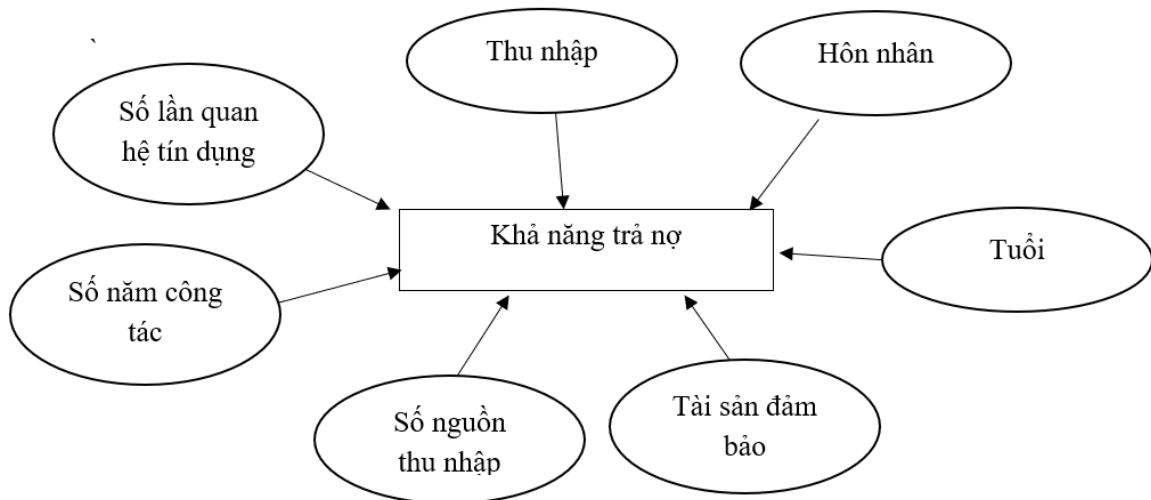 Thu nhập
Hôn nhân
Số lần quan
hệ tín dụng
Khả năng trả nợ
Tuổi
Số năm công
tác
Tài sản đảm
bảo
Số nguồn
thu nhập